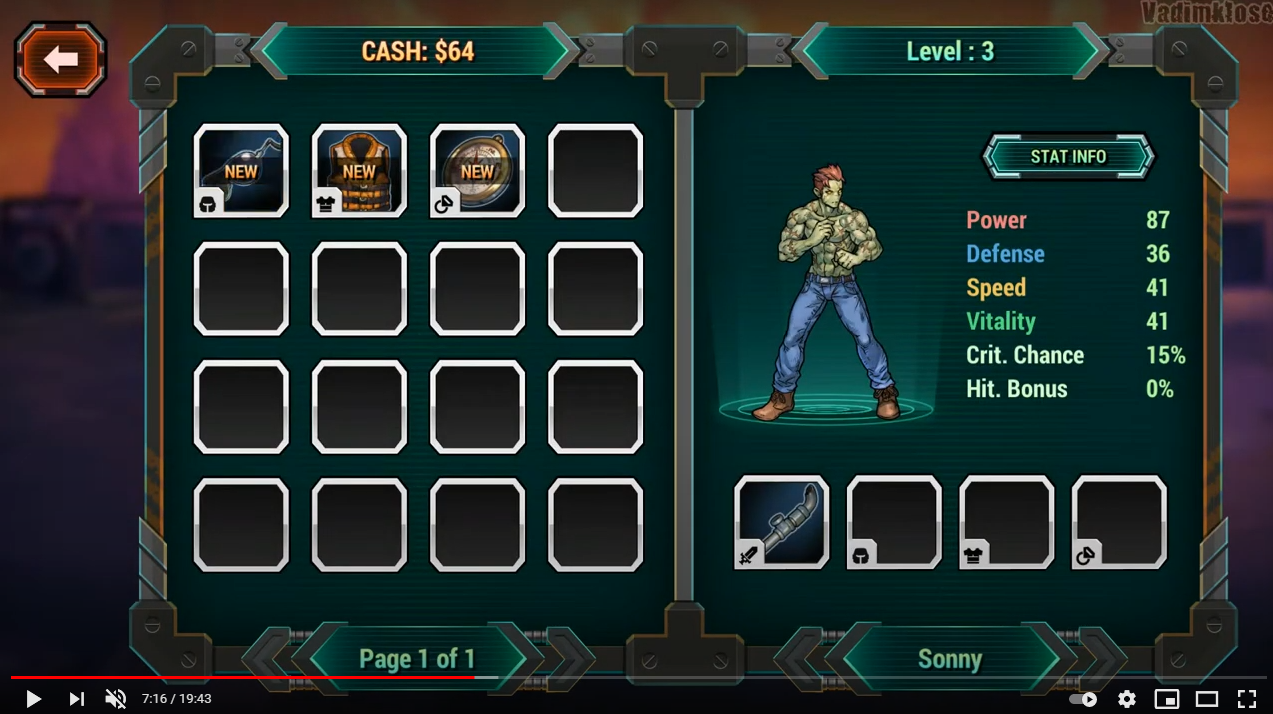 Vadimklose
CASH: $64
Level : 3
NEW
NEW
NEW
STAT INFO
Power 87
Defense 36
Speed 41
Vitality 41
Crit. Chance 15%
Hit. Bonus 0%
Page 1 of 1
Sonny
7:16 / 19:43